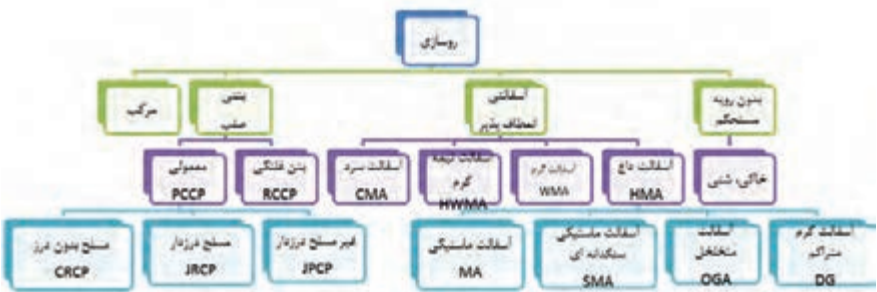 روسازی
بدون رویه
مستحکم
آسفالتی
انعطاف پذیر
بتنی
صلب
مرکب
خاکی، شنی
آسفالت داغ
HMA
آسفالت گرم
WMA
آسفالت نیمه
گرم
HWMA
آسفالت سرد
CMA
بتن غلتکی
RCCP
معمولی
PCCP
آسفالت گرم
متراکم
DG
آسفالت
متخلخل
OGA
آسفالت ماستیکی
سنگدانه ای
SMA
آسفالت ماستیکی
MA
غیر مسلح درزدار
JPCP
مسلح درزدار
JRCP
مسلح بدون درز
CRCP